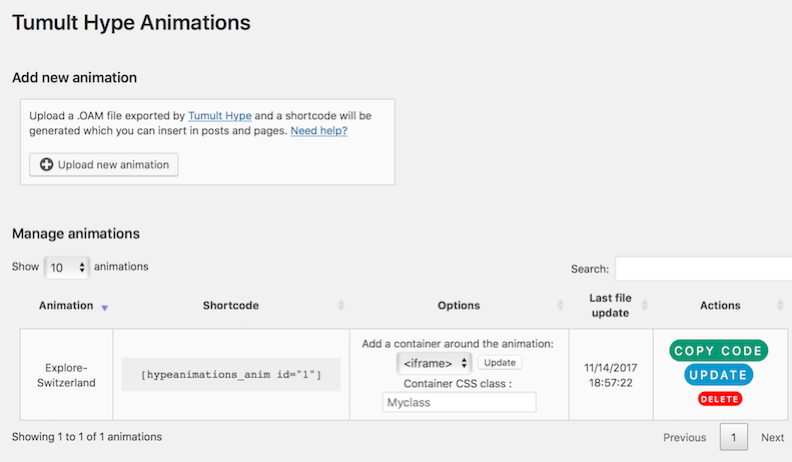 Tumult Hype Animations
Add new animation
Upload a .OAM file exported by Tumult Hype and a shortcode will be
generated which you can insert in posts and pages. Need help?
Upload new animation
Manage animations
Show 10 animations
Search:
Animation Shortcode Options Last file update Actions
Explore-
Switzerland
[hypeanimations_anim id="1"]
Add a container around the animation:
<iframe> Update
Container CSS class :
Myclass
11/14/2017
18:57:22
COPY CODE
UPDATE
DELETE
Showing 1 to 1 of 1 animations
Previous 1 Next